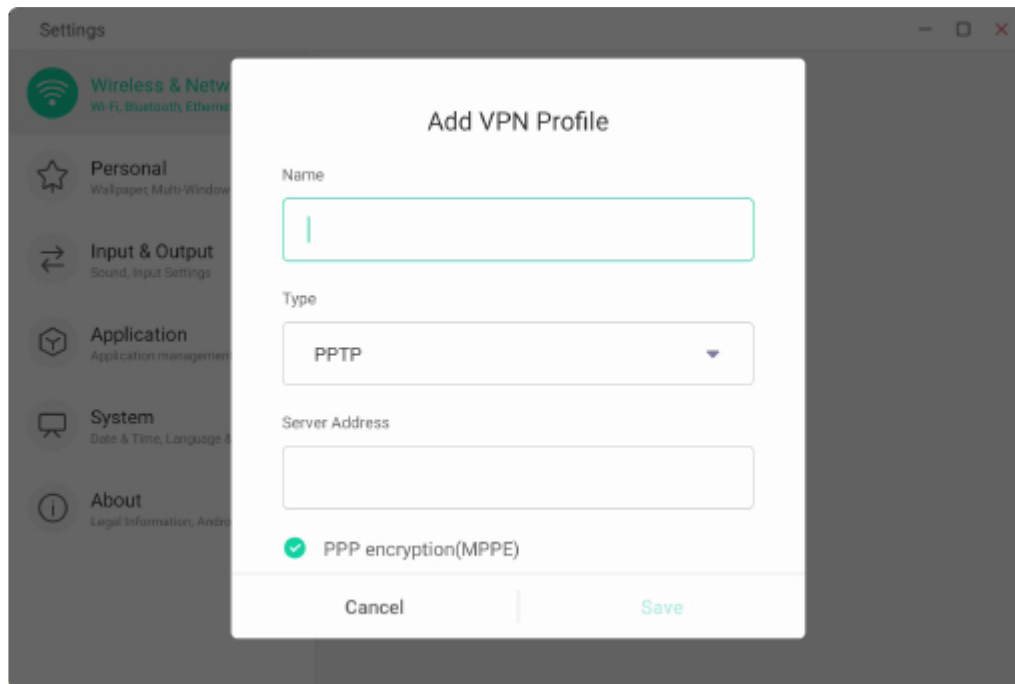 Settings
Wireless & Netw
Wi-Fi, Bluetooth, Etherne
Personal
Wallpaper, Multi-Window
Input & Output
Sound, Input Settings
Application
Application managemen
System
Date & Time, Language &
About
Legal Information, Andro
Add VPN Profile
Name
Type
PPTP
Server Address
PPP encryption(MPPE)
Cancel
Save